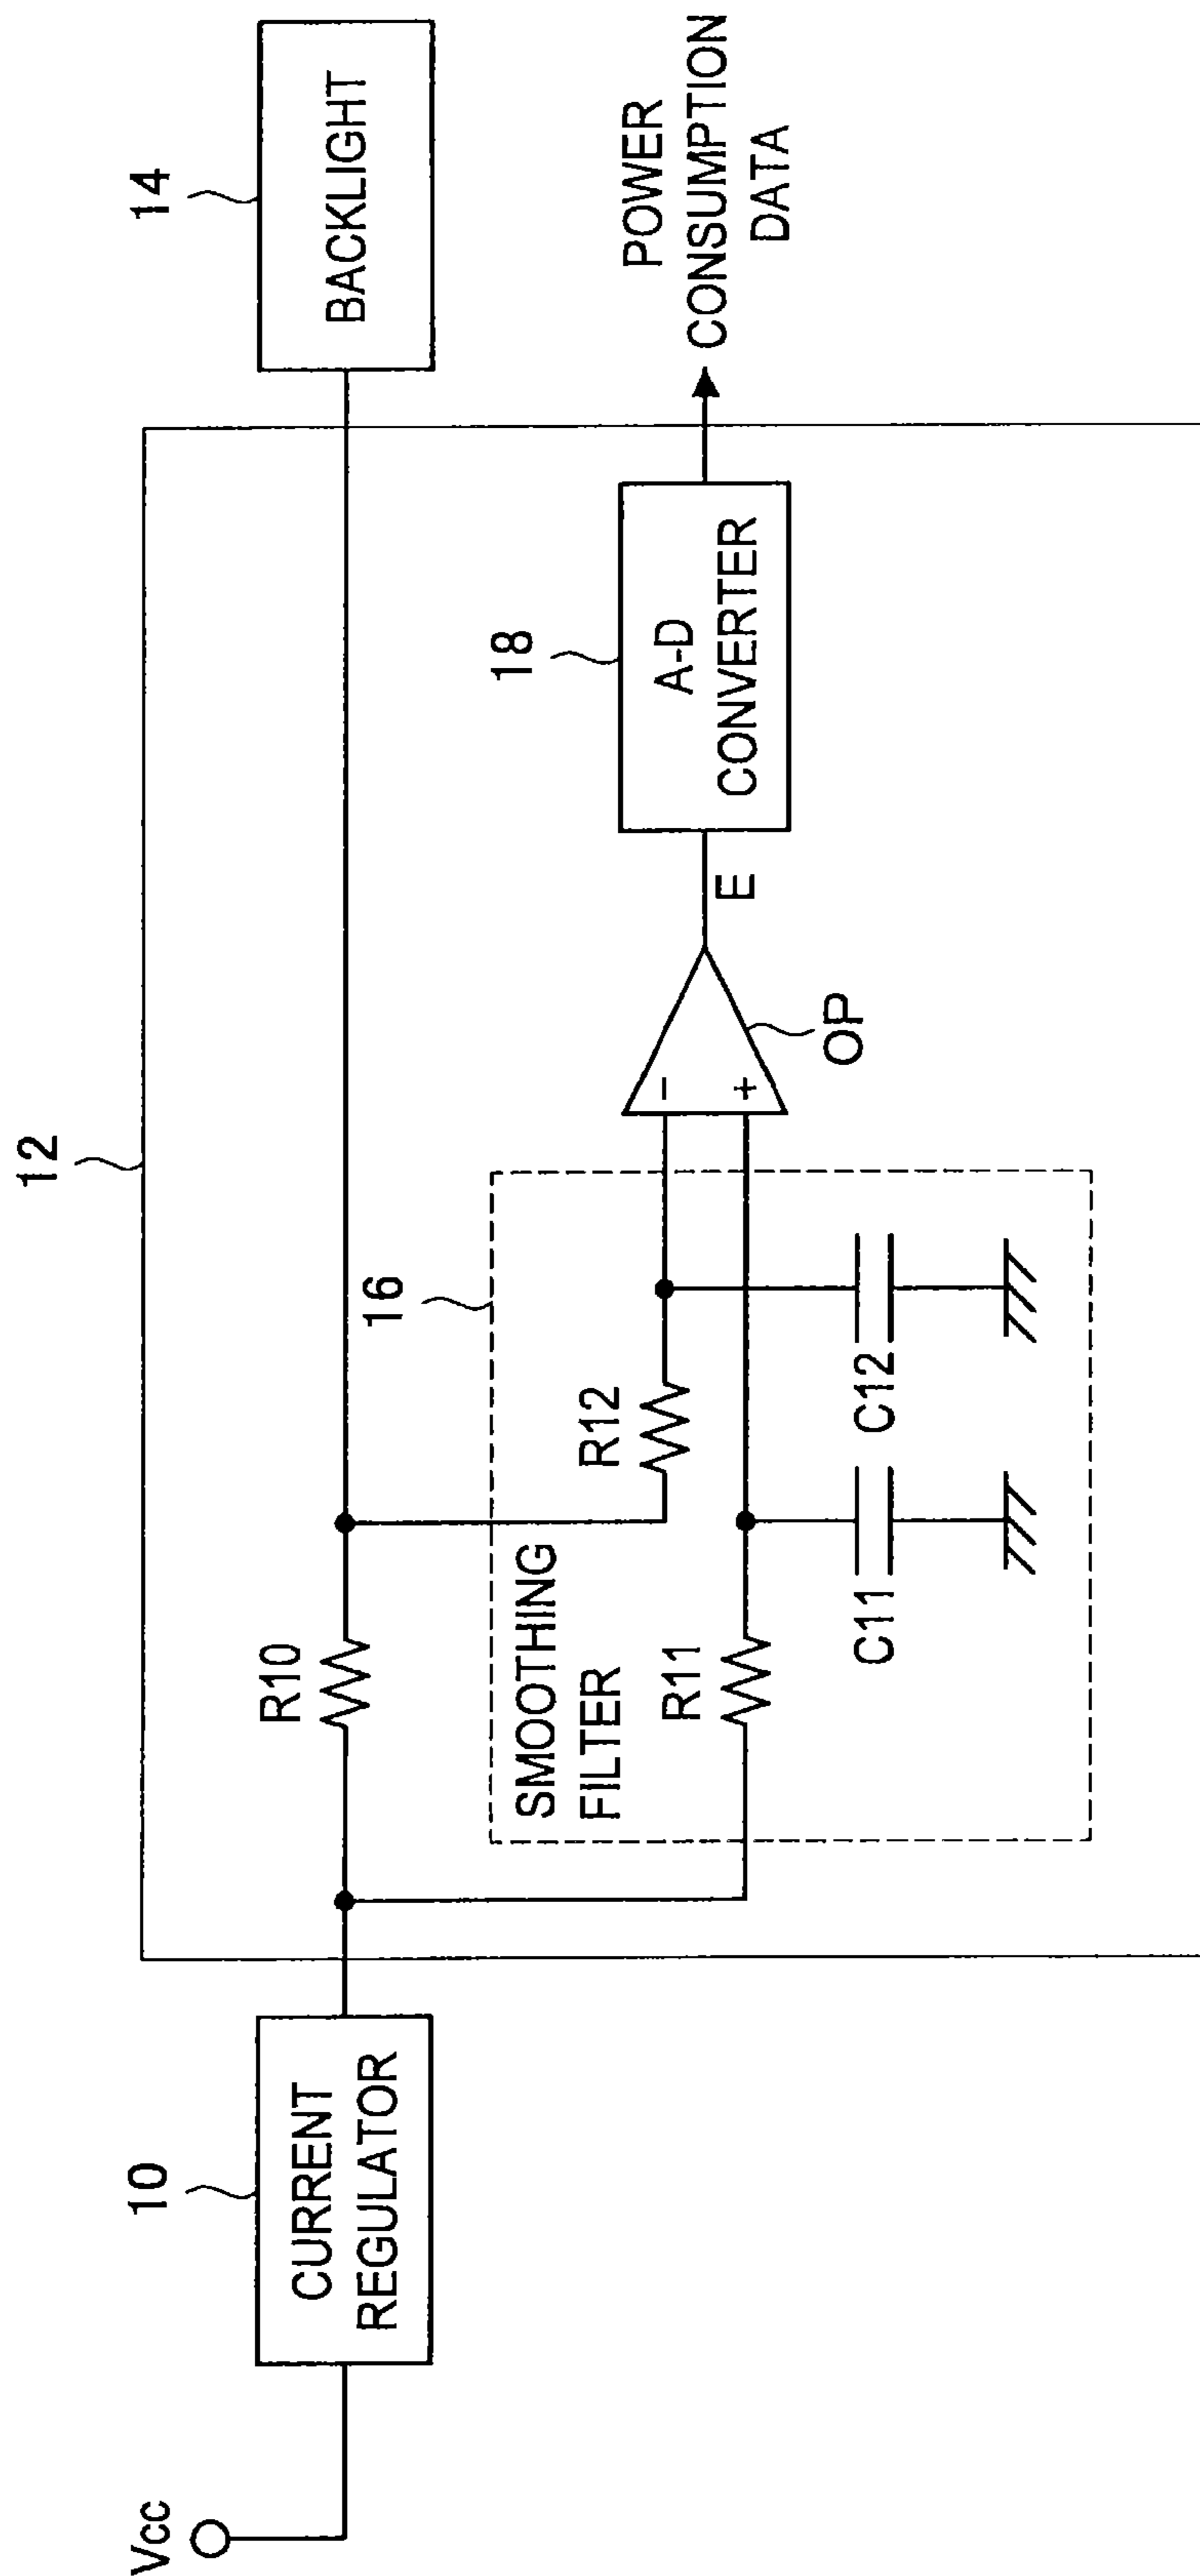 12
Vcc
10
CURRENT
REGULATOR
R10
14
BACKLIGHT
16
SMOOTHING
FILTER
R12
R11
C11
C12
-
+
OP
E
18
A-D
CONVERTER
POWER
CONSUMPTION
DATA